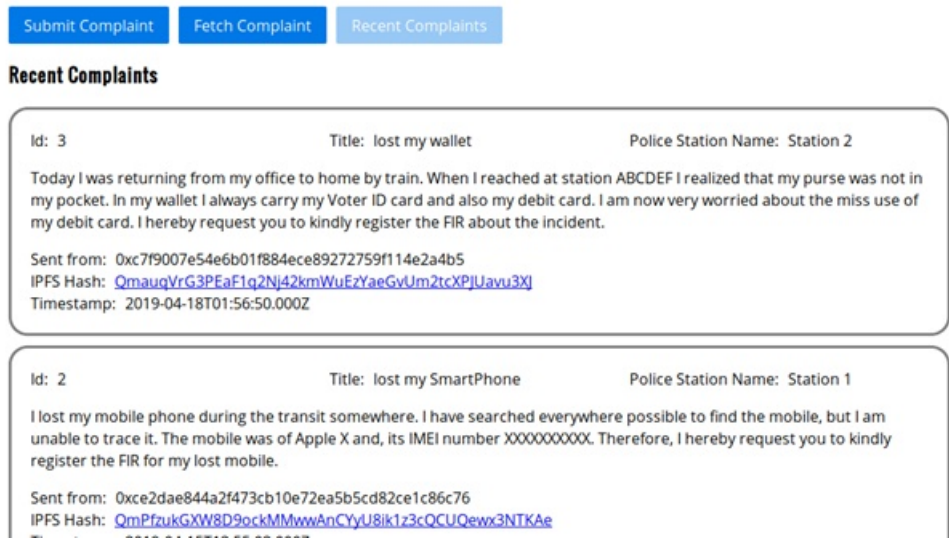 Submit Complaint Fetch Complaint Recent Complaints
Recent Complaints
Id: 3 Title: lost my wallet Police Station Name: Station 2
Today I was returning from my office to home by train. When I reached at station ABCDEF I realized that my purse was not in
my pocket. In my wallet I always carry my Voter ID card and also my debit card. I am now very worried about the miss use of
my debit card. I hereby request you to kindly register the FIR about the incident.
Sent from: 0xc7f9007e54e6b01f884ece89272759f114e2a4b5
IPFS Hash: QmauqVrG3PEaF1q2Nj42kmWuEzYaeGvUm2tcXPJUavu3XJ
Timestamp: 2019-04-18T01:56:50.000Z
Id: 2 Title: lost my SmartPhone Police Station Name: Station 1
I lost my mobile phone during the transit somewhere. I have searched everywhere possible to find the mobile, but I am
unable to trace it. The mobile was of Apple X and, its IMEI number XXXXXXXXXX. Therefore, I hereby request you to kindly
register the FIR for my lost mobile.
Sent from: 0xce2dae844a2f473cb10e72ea5b5cd82ce1c86c76
IPFS Hash: QmPfzukGXW8D9ockMMwwAnCYyU8ik1z3cQCUQewx3NTKAe